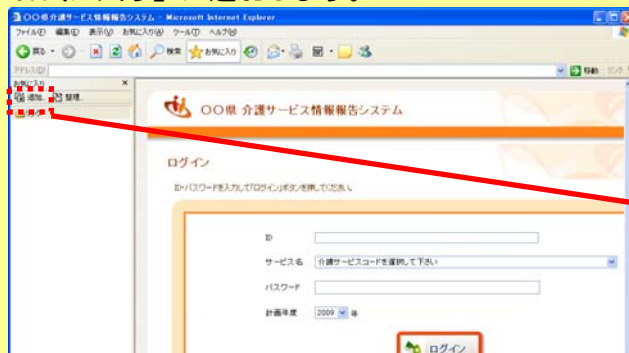 〇〇県介護サービス情報報告システム - Microsoft Internet Explorer
ファイル(F) 編集(E) 表示(V) お気に入り(A) ツール(T) ヘルプ(H)
戻る 検索 お気に入り
アドレス(D) 移動
お気に入り
追加... 整理...
〇〇県 介護サービス情報報告システム
ログイン
ID・パスワードを入力して「ログイン」ボタンを押してください。
ID
サービス名 介護サービスコードを選択して下さい
パスワード
計画年度 2009 年
ログイン